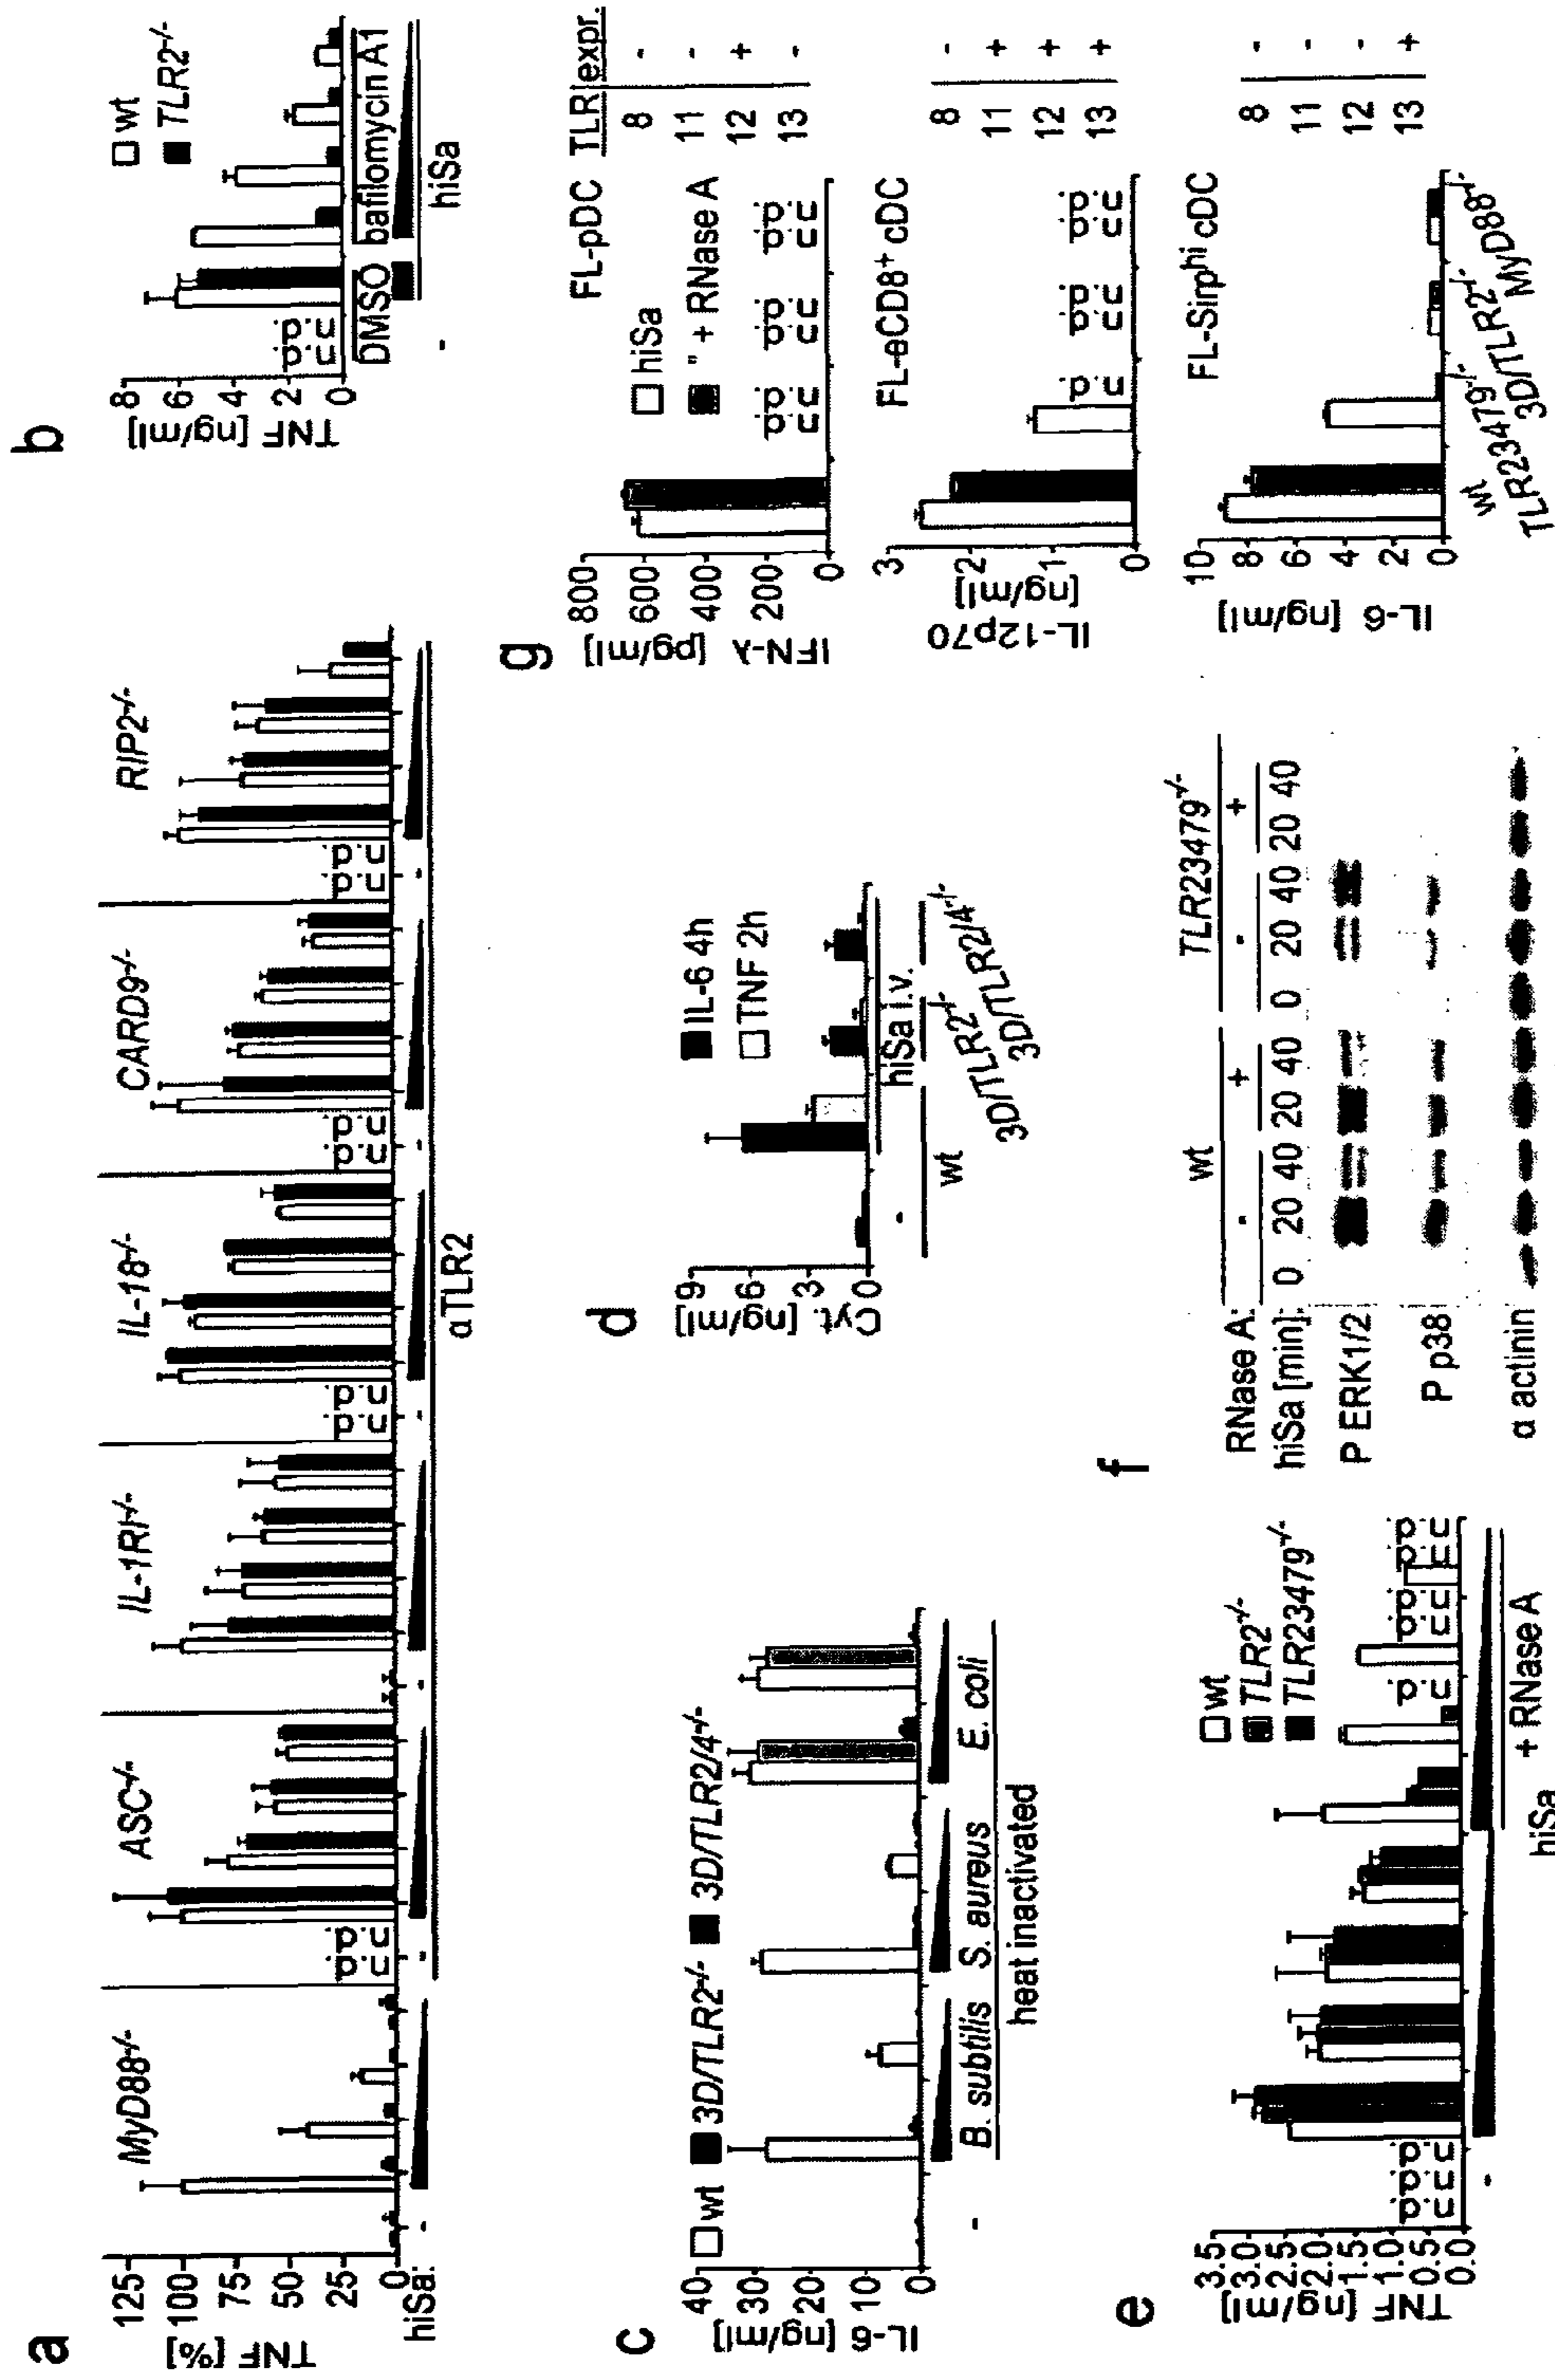 a
TNF [%]
125
100
75
50
25
0
hiSa:
MyD88-/-
ASC-/-
IL-1RI-/-
IL-18-/-
CARD9-/-
RIP2-/-
-
- n.d. n.d.
-
- n.d. n.d.
- n.d. n.d.
- n.d. n.d.
αTLR2
b
TNF [ng/ml]
8
6
4
2
0
wt
TLR2-/-
n.d. n.d.
DMSO bafilomycin A1
- hiSa
c
IL-6 [ng/ml]
40
30
20
10
0
wt 3D/TLR2-/- 3D/TLR2/4-/-
- B. subtilis S. aureus E. coli
heat inactivated
d
Cyt. [ng/ml]
9
6
3
0
IL-6 4h
TNF 2h
- hiSa i.v.
wt
3D/TLR2-/-
3D/TLR2/4-/-
e
TNF [ng/ml]
3.5
3.0
2.5
2.0
1.5
1.0
0.5
0.0
wt
TLR2-/-
TLR23479-/-
n.d. n.d. n.d.
n.d. n.d. n.d. n.d. n.d.
- + RNase A
hiSa
f
wt TLR23479-/-
RNase A: - + - +
hiSa [min]: 0 20 40 20 40 0 20 40 20 40
P ERK1/2
P p38
α actinin
g
IFN-λ [pg/ml]
800
600
400
200
0
hiSa
" + RNase A
FL-pDC
n.d. n.d. n.d. n.d. n.d. n.d.
TLR expr.
8 -
11 -
12 +
13 -
IL-12p70
[ng/ml]
3
2
1
0
FL-eCD8+ cDC
n.d. n.d. n.d. n.d. n.d.
8 -
11 +
12 +
13 +
IL-6 [ng/ml]
10
8
6
4
2
0
FL-Sirphi cDC
8 -
11 -
12 -
13 +
wt
TLR23479-/-
3D/TLR2-/-
MyD88-/-